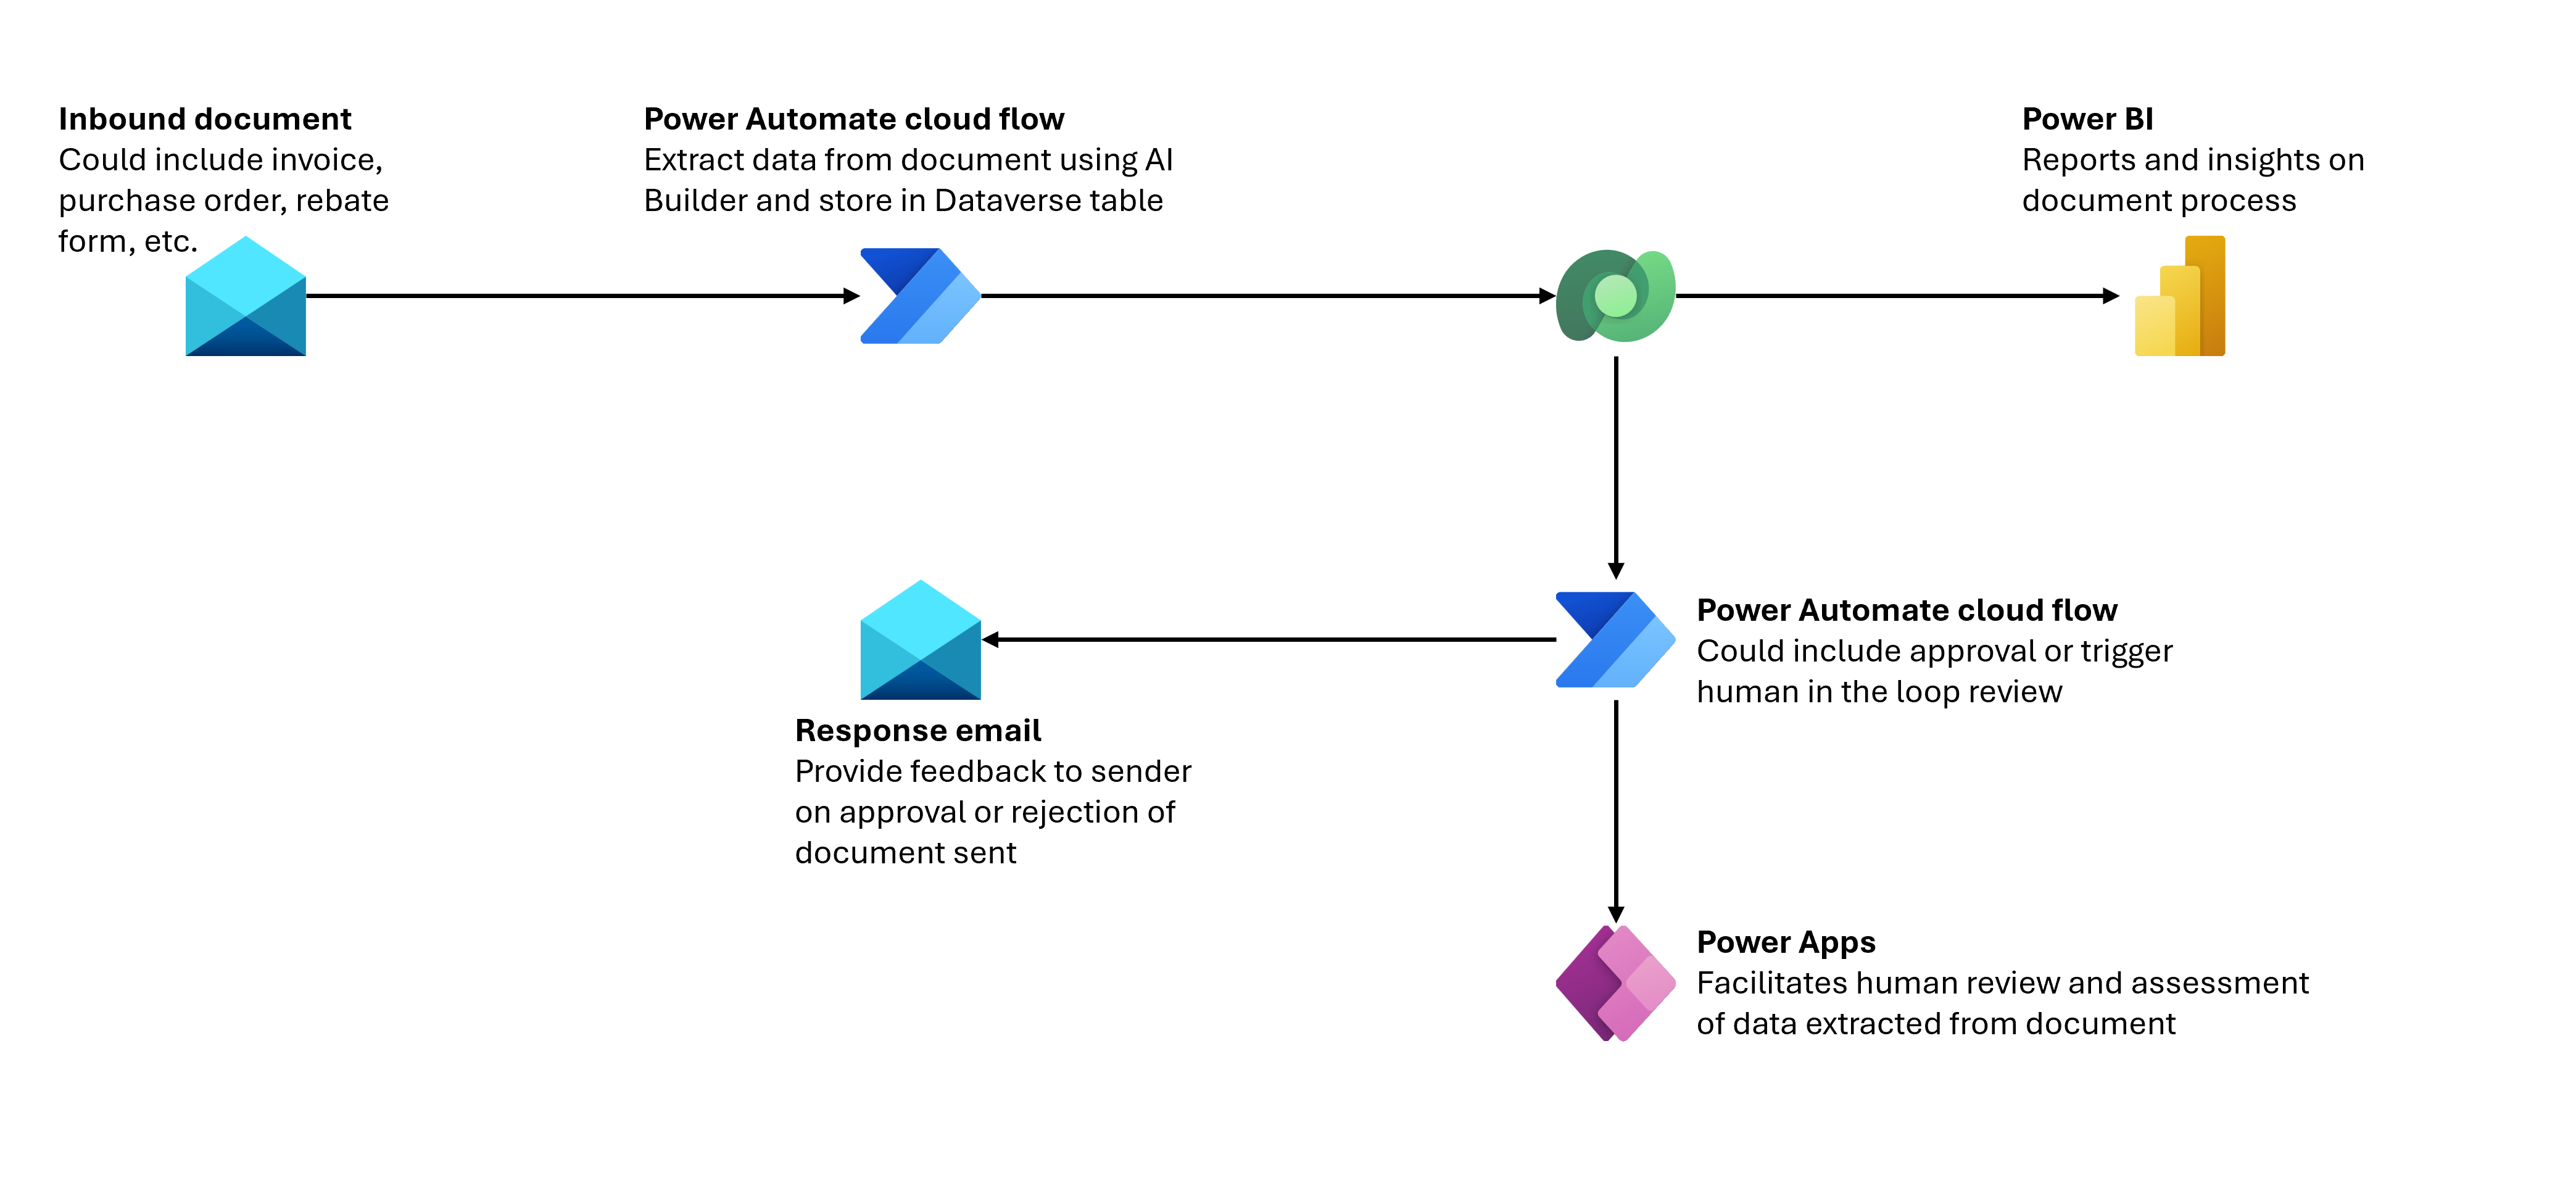 Inbound document
Could include invoice,
purchase order, rebate
form, etc.
Power Automate cloud flow
Extract data from document using AI
Builder and store in Dataverse table
Power BI
Reports and insights on
document process
Power Automate cloud flow
Could include approval or trigger
human in the loop review
Response email
Provide feedback to sender
on approval or rejection of
document sent
Power Apps
Facilitates human review and assessment
of data extracted from document